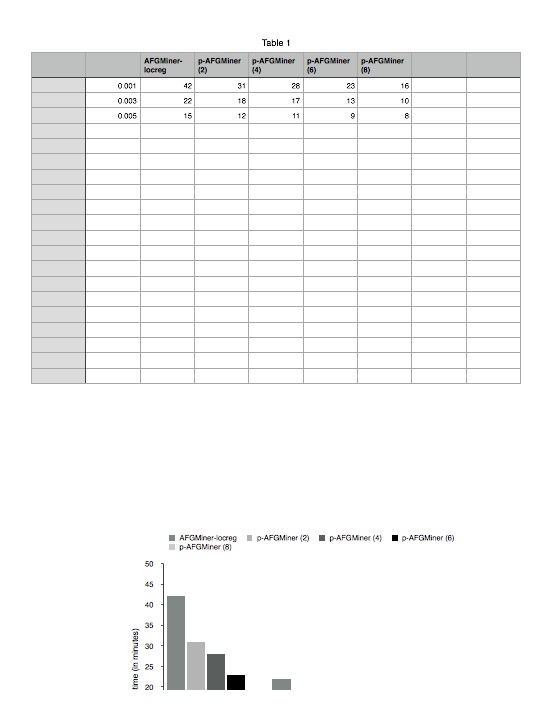 Table 1
AFGMiner-locreg p-AFGMiner (2) p-AFGMiner (4) p-AFGMiner (6) p-AFGMiner (8)
0.001 42 31 28 23 16
0.003 22 18 17 13 10
0.005 15 12 11 9 8
AFGMiner-locreg p-AFGMiner (2) p-AFGMiner (4) p-AFGMiner (6)
p-AFGMiner (8)
50
45
40
35
30
25
20
time (in minutes)